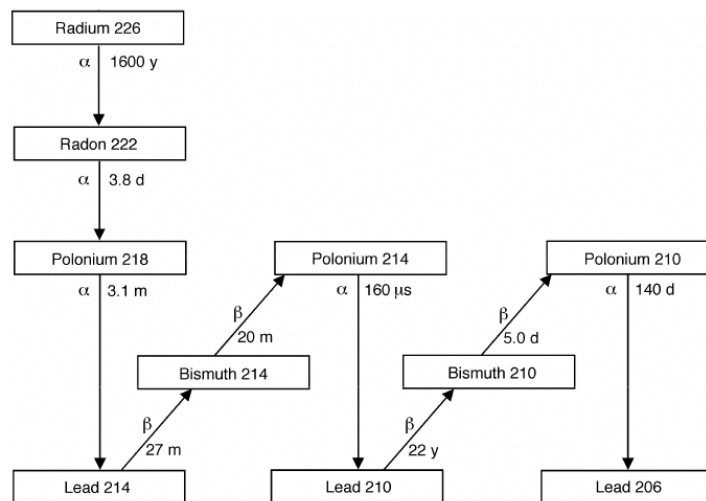 Radium 226
α 1600 y
Radon 222
α 3.8 d
Polonium 218 Polonium 214 Polonium 210
α 3.1 m α 160 µs α 140 d
β β
20 m 5.0 d
Bismuth 214 Bismuth 210
β β
27 m 22 y
Lead 214 Lead 210 Lead 206